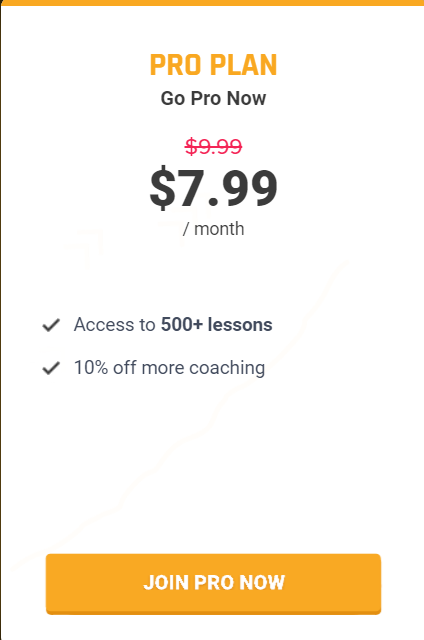 PRO PLAN
Go Pro Now
$9.99
$7.99
/ month
Access to 500+ lessons
10% off more coaching
JOIN PRO NOW